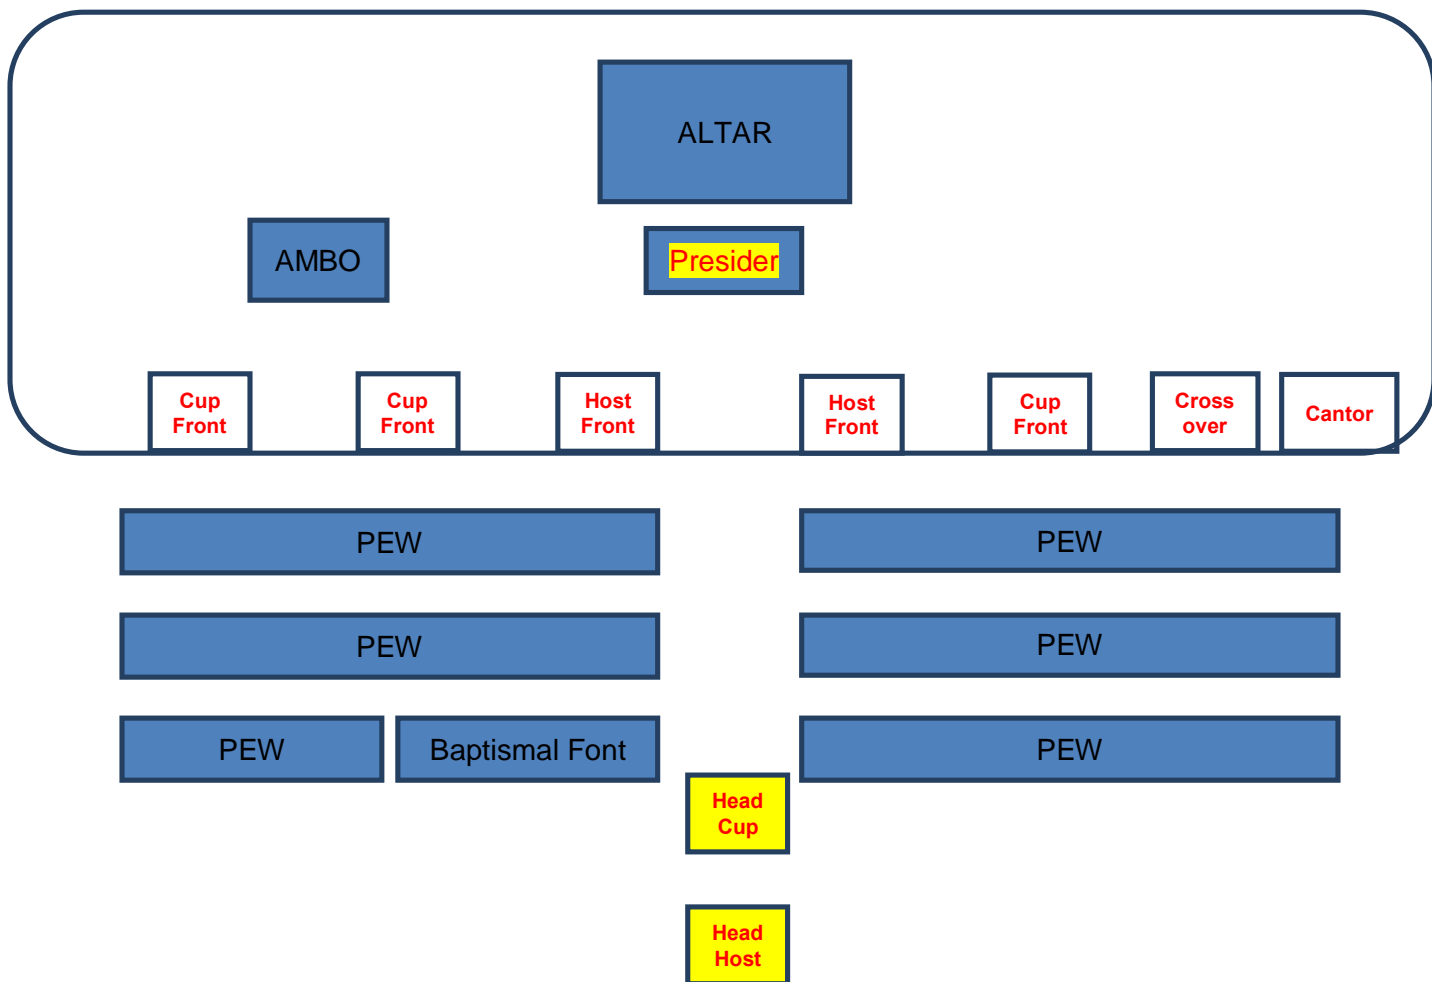 ALTAR
AMBO
Presider
Cup
Front
Cup
Front
Host
Front
Host
Front
Cup
Front
Cross
over
Cantor
PEW
PEW
PEW
PEW
PEW
Baptismal Font
PEW
Head
Cup
Head
Host